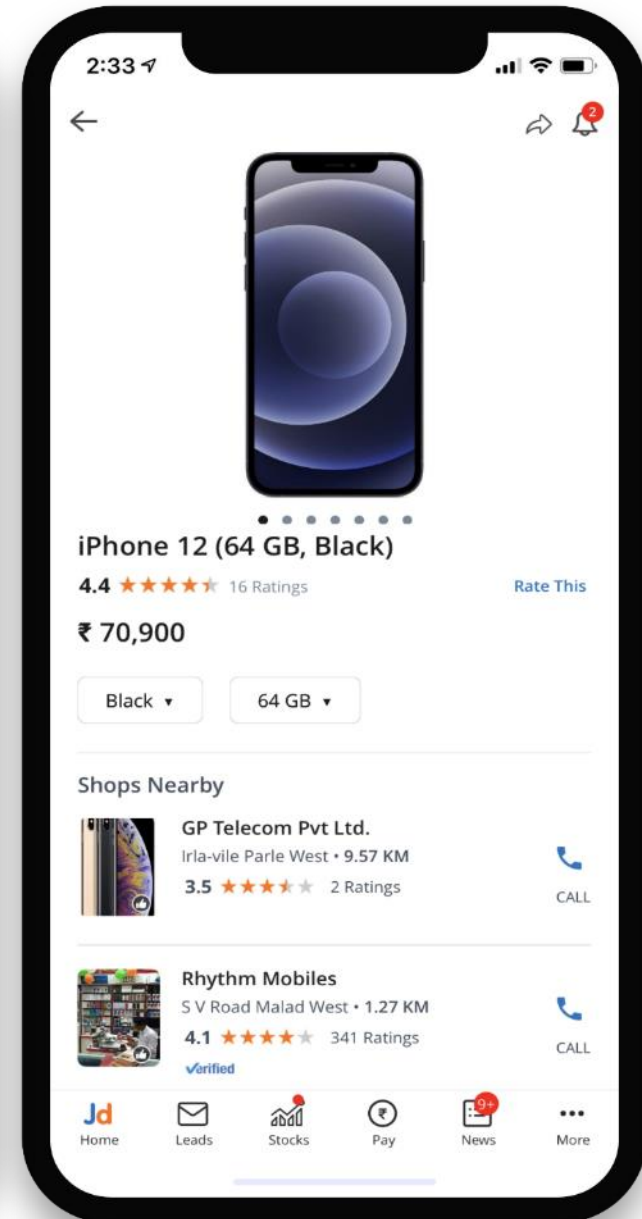 2:33
2
iPhone 12 (64 GB, Black)
4.4 16 Ratings Rate This
₹ 70,900
Black 64 GB
Shops Nearby
GP Telecom Pvt Ltd.
Irla-vile Parle West • 9.57 KM
3.5 2 Ratings
CALL
Rhythm Mobiles
S V Road Malad West • 1.27 KM
4.1 341 Ratings
CALL
Verified
9+
Jd
Home Leads Stocks Pay News More